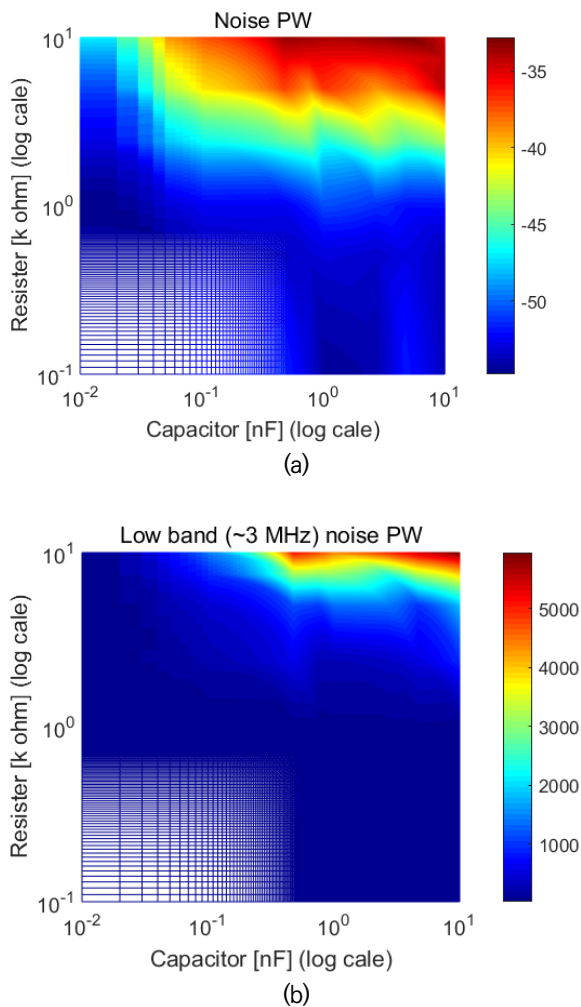 Noise PW
10^1
10^0
10^-1
Resister [k ohm] (log cale)
10^-2
10^-1
10^0
10^1
Capacitor [nF] (log cale)
-35
-40
-45
-50
(a)
Low band (~3 MHz) noise PW
10^1
10^0
10^-1
Resister [k ohm] (log cale)
10^-2
10^-1
10^0
10^1
Capacitor [nF] (log cale)
5000
4000
3000
2000
1000
(b)